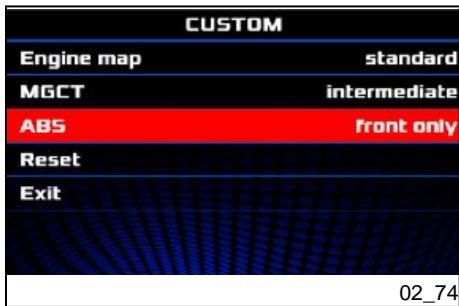 CUSTOM
Engine map standard
MGCT intermediate
ABS front only
Reset
Exit
02_74